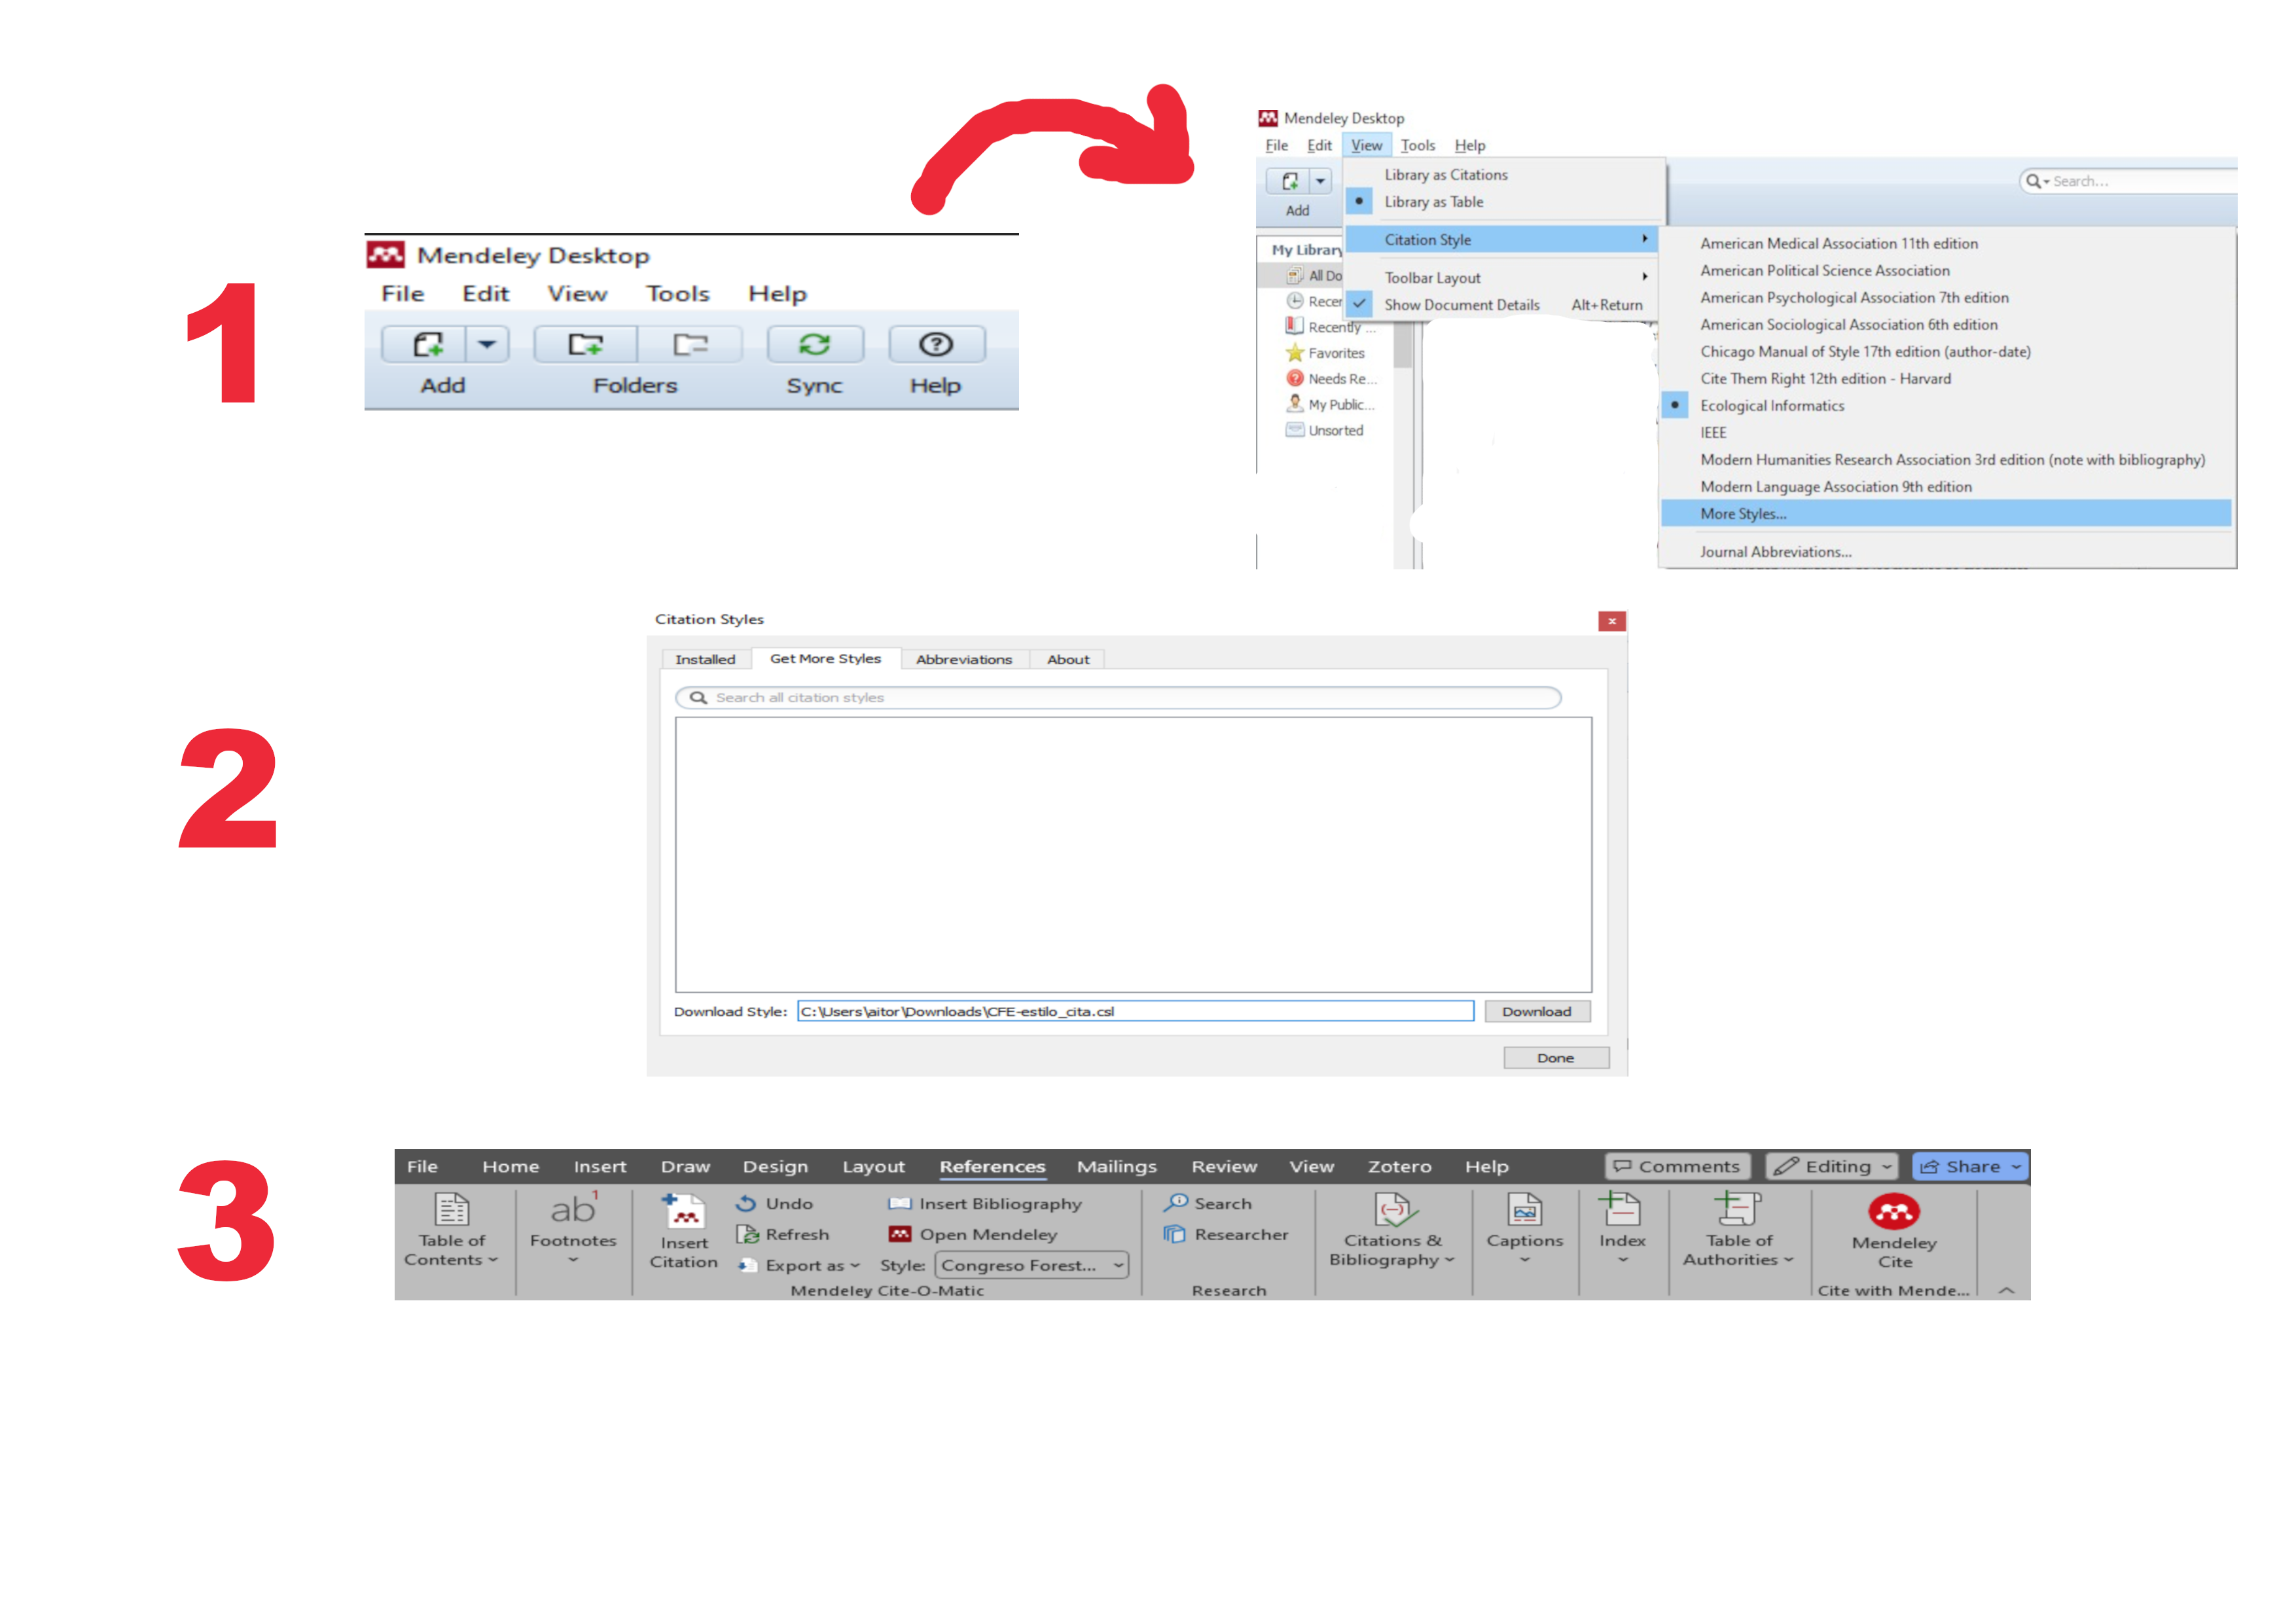 1
Mendeley Desktop
File Edit View Tools Help
Add Folders Sync Help
Mendeley Desktop
File Edit View Tools Help
Add
Search...
Library as Citations
Library as Table
Citation Style
Toolbar Layout
Show Document Details Alt+Return
My Library
All Do
Recer
Recently ...
Favorites
Needs Re...
My Public...
Unsorted
American Medical Association 11th edition
American Political Science Association
American Psychological Association 7th edition
American Sociological Association 6th edition
Chicago Manual of Style 17th edition (author-date)
Cite Them Right 12th edition - Harvard
Ecological Informatics
IEEE
Modern Humanities Research Association 3rd edition (note with bibliography)
Modern Language Association 9th edition
More Styles...
Journal Abbreviations...
2
Citation Styles
Installed Get More Styles Abbreviations About
Search all citation styles
Download Style: C:\Users\aitor\Downloads\CFE-estilo_cita.csl Download
Done
3
File Home Insert Draw Design Layout References Mailings Review View Zotero Help Comments Editing Share
Table of Contents
ab1 Footnotes
Insert Citation
Undo
Refresh
Export as
Insert Bibliography
Open Mendeley
Style: Congreso Forest...
Mendeley Cite-O-Matic
Search
Researcher
Research
Citations & Bibliography
Captions
Index
Table of Authorities
Mendeley Cite
Cite with Mende...